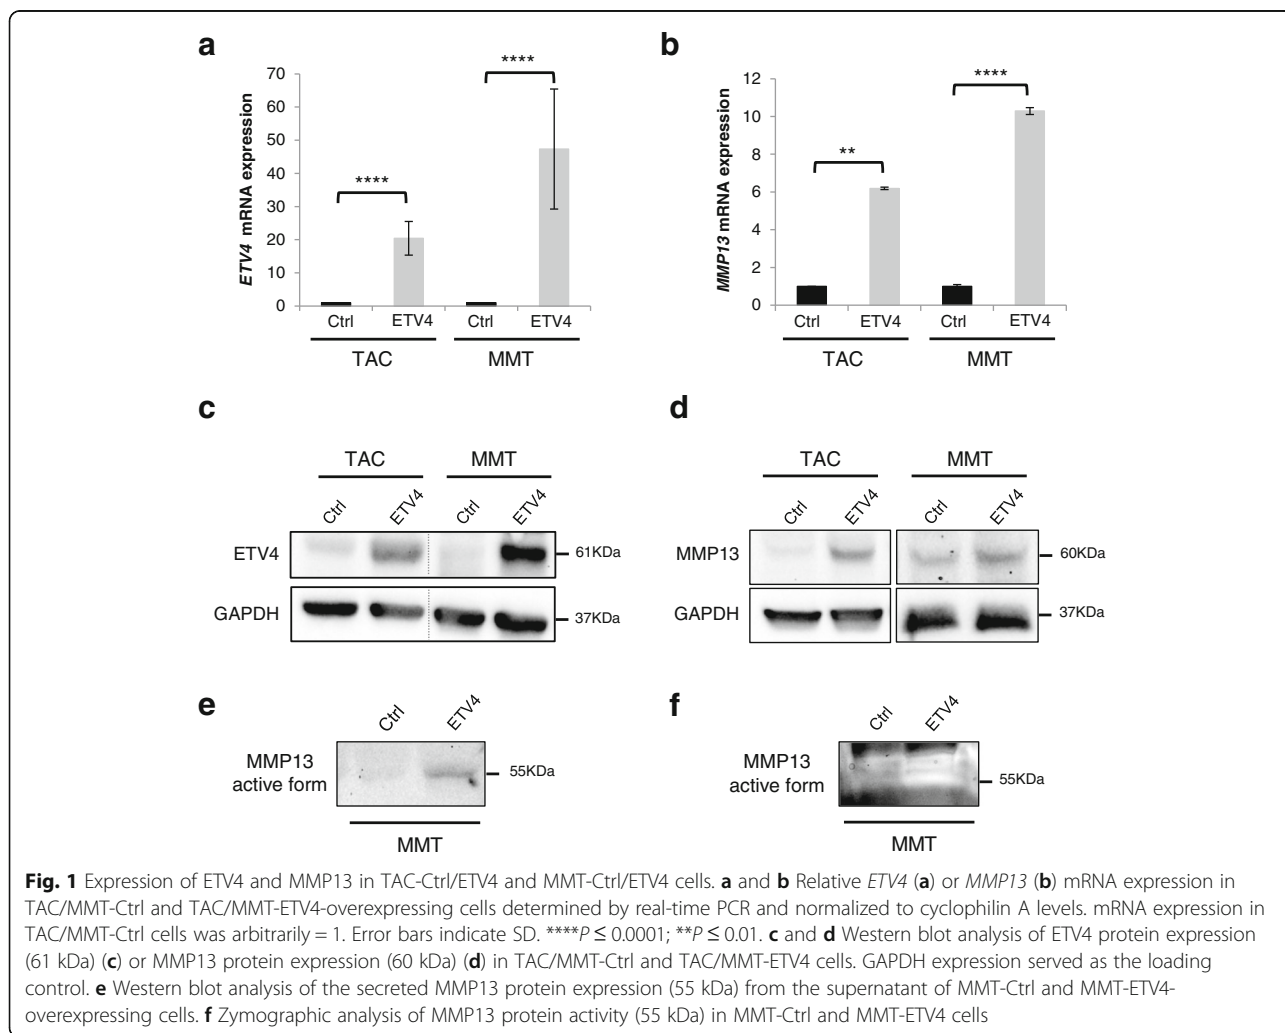 a
****
****
70
60
50
40
30
20
10
0
ETV4 mRNA expression
Ctrl ETV4 Ctrl ETV4
TAC MMT
b
****
**
12
10
8
6
4
2
0
MMP13 mRNA expression
Ctrl ETV4 Ctrl ETV4
TAC MMT
c
TAC MMT
Ctrl ETV4 Ctrl ETV4
ETV4 61KDa
GAPDH 37KDa
d
TAC MMT
Ctrl ETV4 Ctrl ETV4
MMP13 60KDa
GAPDH 37KDa
e
Ctrl ETV4
MMP13
active form
55KDa
MMT
f
Ctrl ETV4
MMP13
active form
55KDa
MMT
Fig. 1 Expression of ETV4 and MMP13 in TAC-Ctrl/ETV4 and MMT-Ctrl/ETV4 cells. a and b Relative ETV4 (a) or MMP13 (b) mRNA expression in
TAC/MMT-Ctrl and TAC/MMT-ETV4-overexpressing cells determined by real-time PCR and normalized to cyclophilin A levels. mRNA expression in
TAC/MMT-Ctrl cells was arbitrarily = 1. Error bars indicate SD. ****P ≤ 0.0001; **P ≤ 0.01. c and d Western blot analysis of ETV4 protein expression
(61 kDa) (c) or MMP13 protein expression (60 kDa) (d) in TAC/MMT-Ctrl and TAC/MMT-ETV4 cells. GAPDH expression served as the loading
control. e Western blot analysis of the secreted MMP13 protein expression (55 kDa) from the supernatant of MMT-Ctrl and MMT-ETV4-
overexpressing cells. f Zymographic analysis of MMP13 protein activity (55 kDa) in MMT-Ctrl and MMT-ETV4 cells